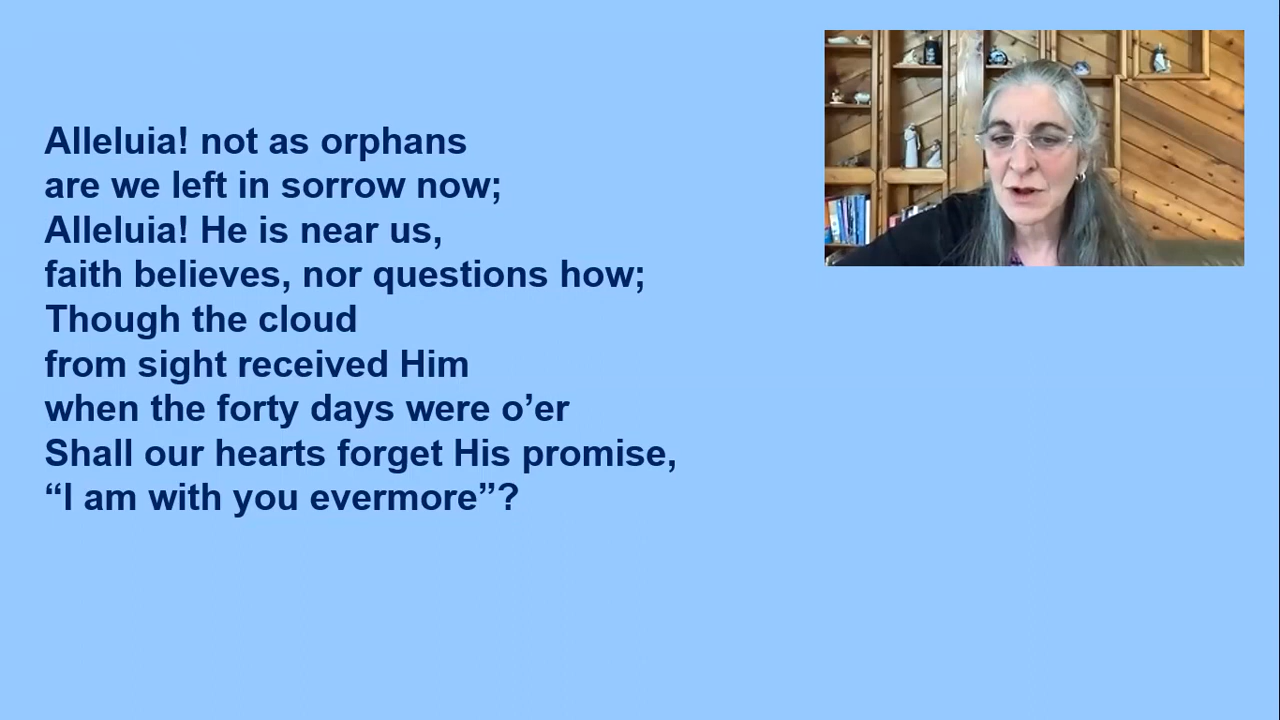 Alleluia! not as orphans
are we left in sorrow now;
Alleluia! He is near us,
faith believes, nor questions how;
Though the cloud
from sight received Him
when the forty days were o’er
Shall our hearts forget His promise,
“I am with you evermore”?